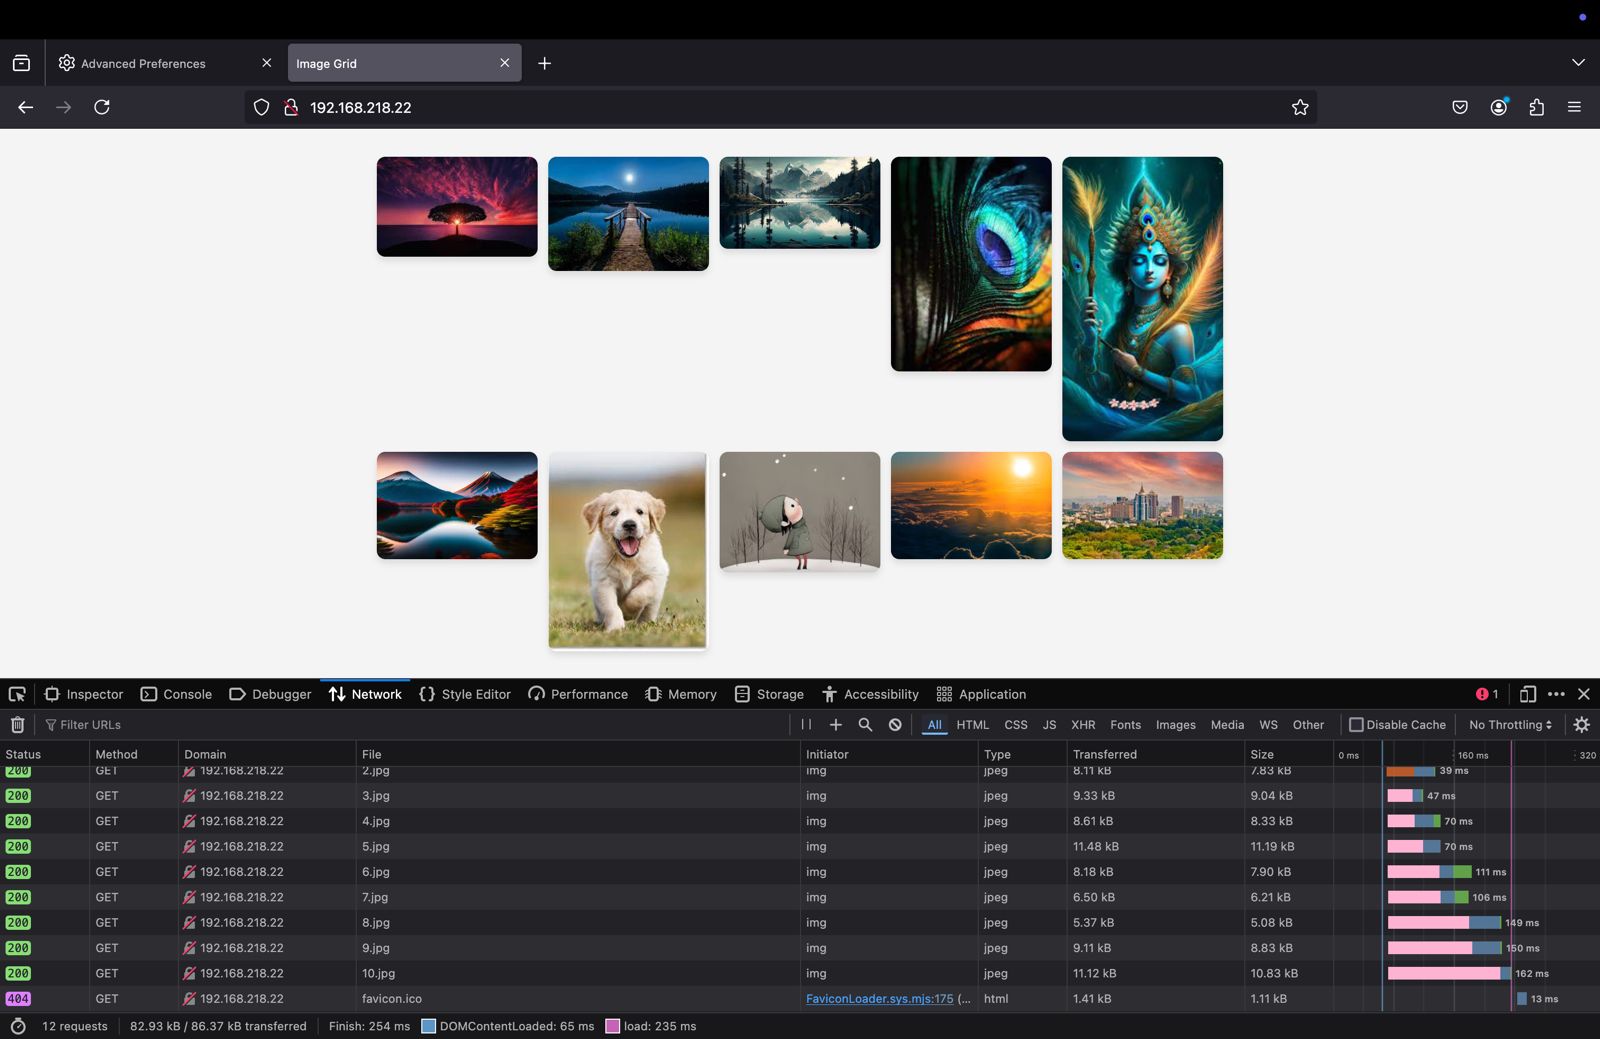 Advanced Preferences
Image Grid
192.168.218.22
Inspector Console Debugger Network Style Editor Performance Memory Storage Accessibility Application 1
Filter URLs All HTML CSS JS XHR Fonts Images Media WS Other Disable Cache No Throttling
Status Method Domain File Initiator Type Transferred Size 0 ms 160 ms 320
200 GET 192.168.218.22 2.jpg img jpeg 8.11 kB 7.83 kB 39 ms
200 GET 192.168.218.22 3.jpg img jpeg 9.33 kB 9.04 kB 47 ms
200 GET 192.168.218.22 4.jpg img jpeg 8.61 kB 8.33 kB 70 ms
200 GET 192.168.218.22 5.jpg img jpeg 11.48 kB 11.19 kB 70 ms
200 GET 192.168.218.22 6.jpg img jpeg 8.18 kB 7.90 kB 111 ms
200 GET 192.168.218.22 7.jpg img jpeg 6.50 kB 6.21 kB 106 ms
200 GET 192.168.218.22 8.jpg img jpeg 5.37 kB 5.08 kB 149 ms
200 GET 192.168.218.22 9.jpg img jpeg 9.11 kB 8.83 kB 150 ms
200 GET 192.168.218.22 10.jpg img jpeg 11.12 kB 10.83 kB 162 ms
404 GET 192.168.218.22 favicon.ico FaviconLoader.sys.mjs:175 (... html 1.41 kB 1.11 kB 13 ms
12 requests 82.93 kB / 86.37 kB transferred Finish: 254 ms DOMContentLoaded: 65 ms load: 235 ms